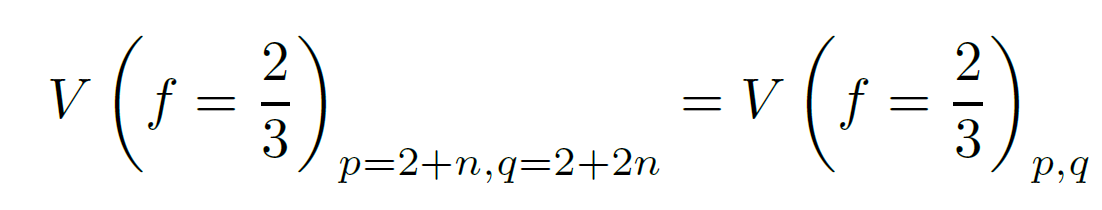 V ( f = 2/3 )_{p=2+n,q=2+2n} = V ( f = 2/3 )_{p,q}